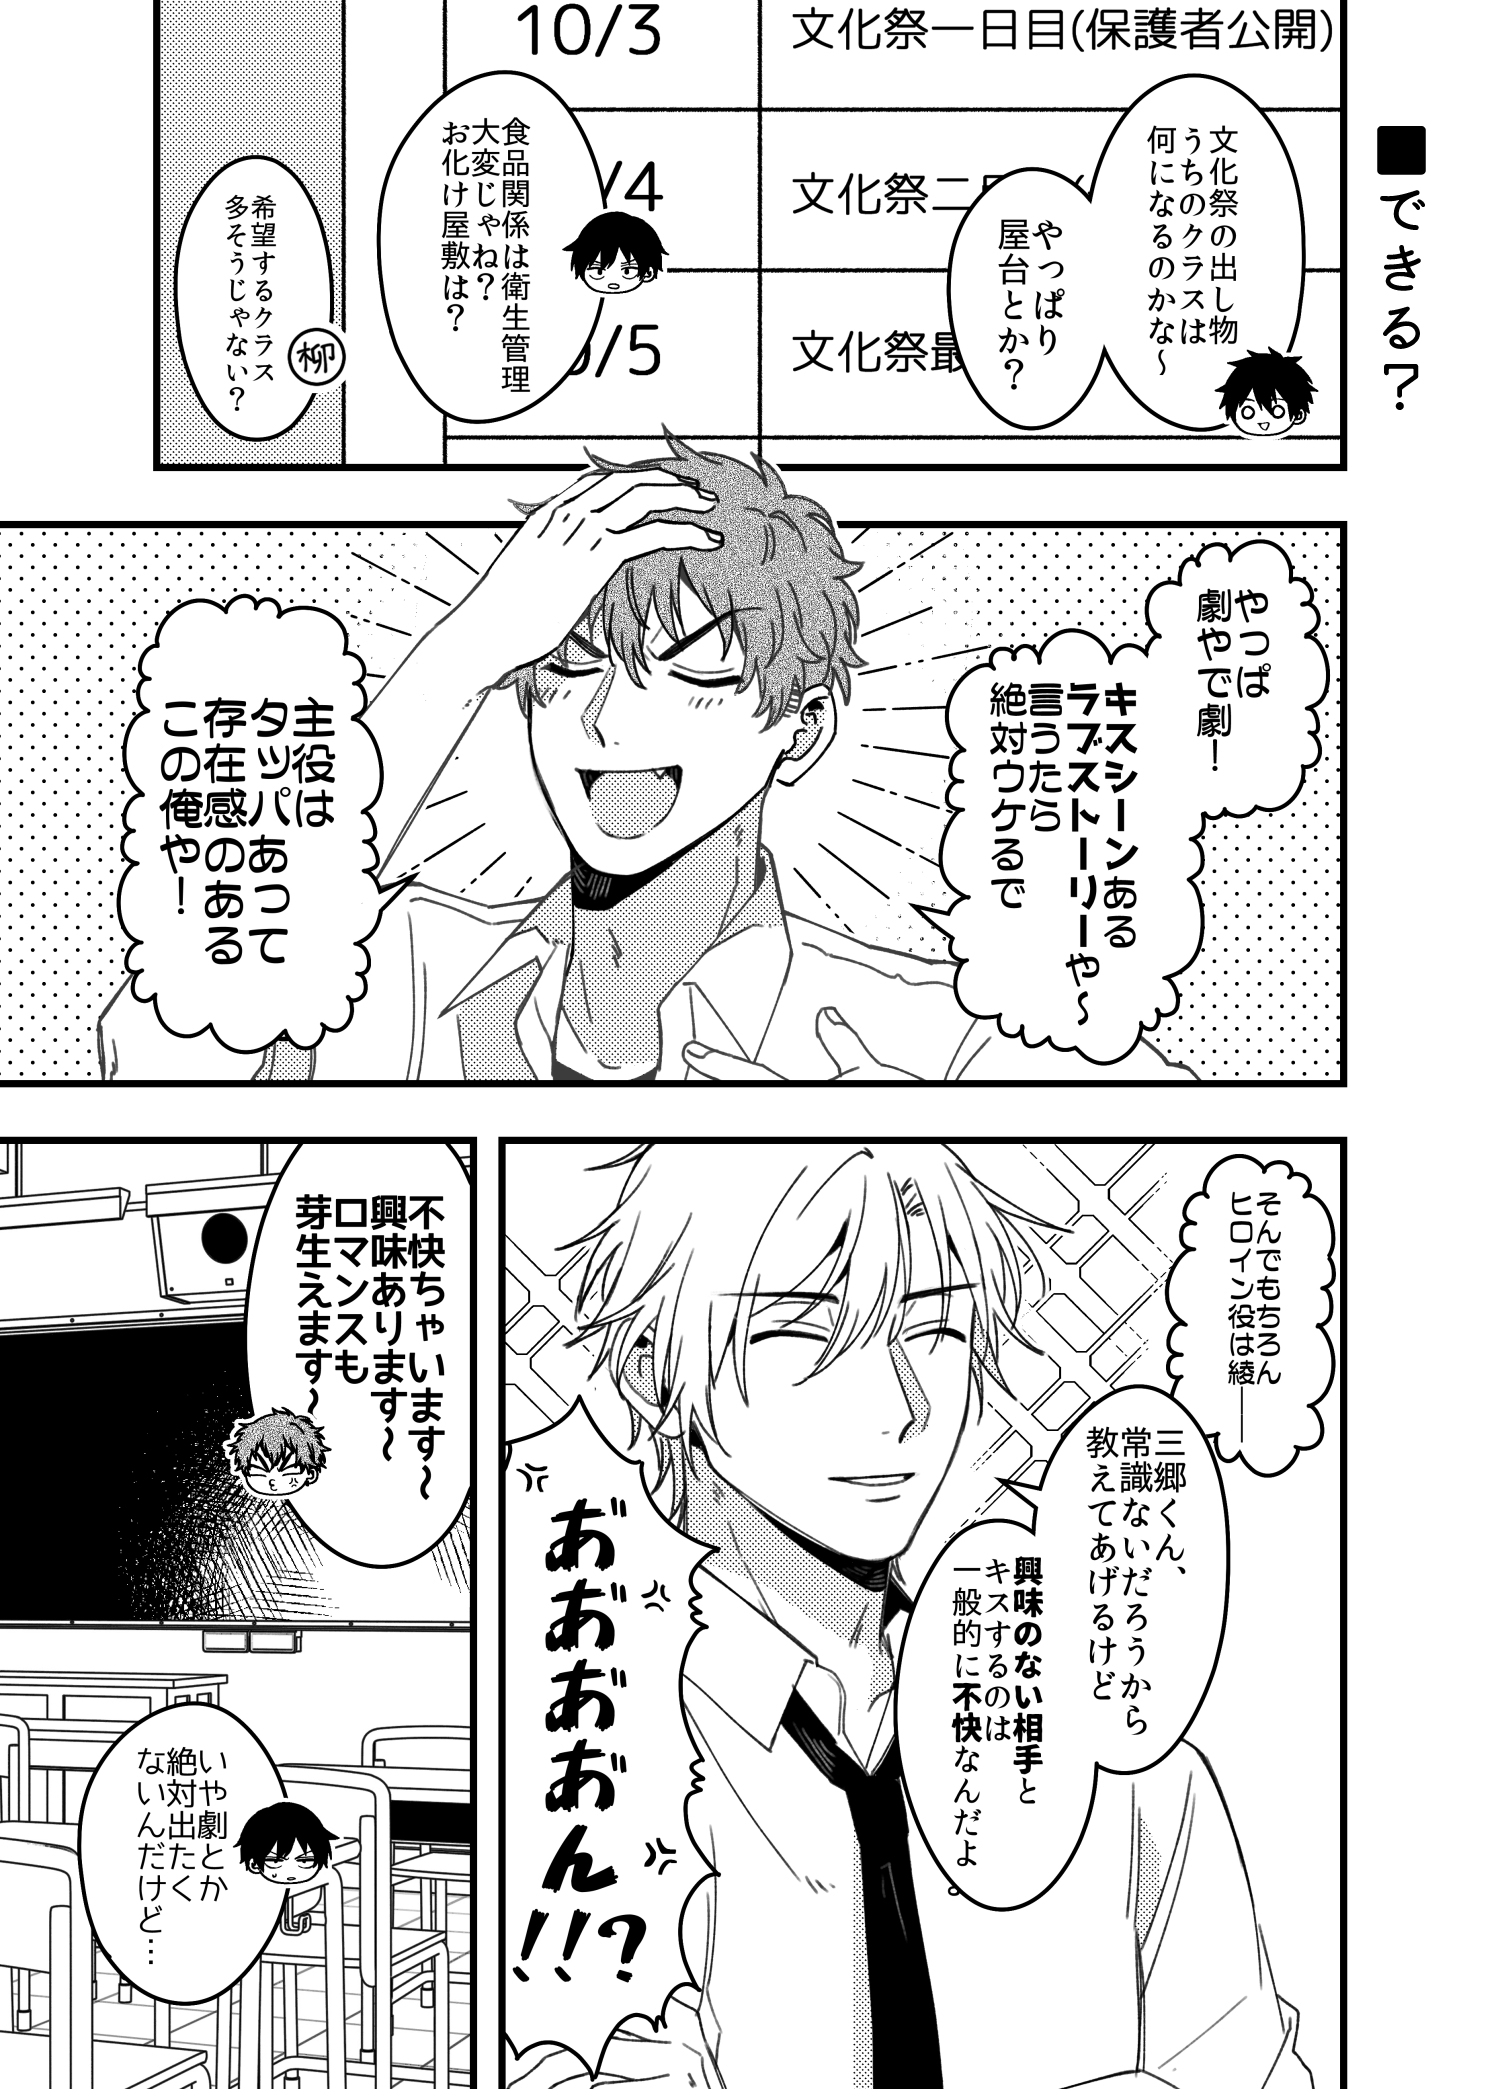 ■できる?
10/3
文化祭一日目(保護者公開)
/4
文化祭二日
/5
文化祭最
文化祭の出し物
うちのクラスは
何になるのかな～
やっぱり
屋台とか?
食品関係は衛生管理
大変じゃね?
お化け屋敷は?
希望するクラス
多そうじゃない?
柳
やっぱ
劇やで劇!
キスシーンある
ラブストーリーや～
言うたら
絶対ウケるで
主役は
タッパあって
存在感のある
この俺や!
そんでもちろん
ヒロイン役は綾──
三郷くん、
常識ないだろうから
教えてあげるけど
興味のない相手と
キスするのは
一般的に不快なんだよ。
あ゛あ゛あ゛あ゛ん!!?
不快ちゃいます～
興味あります～
ロマンスも
芽生えます～
いや劇とか
絶対出たく
ないんだけど…